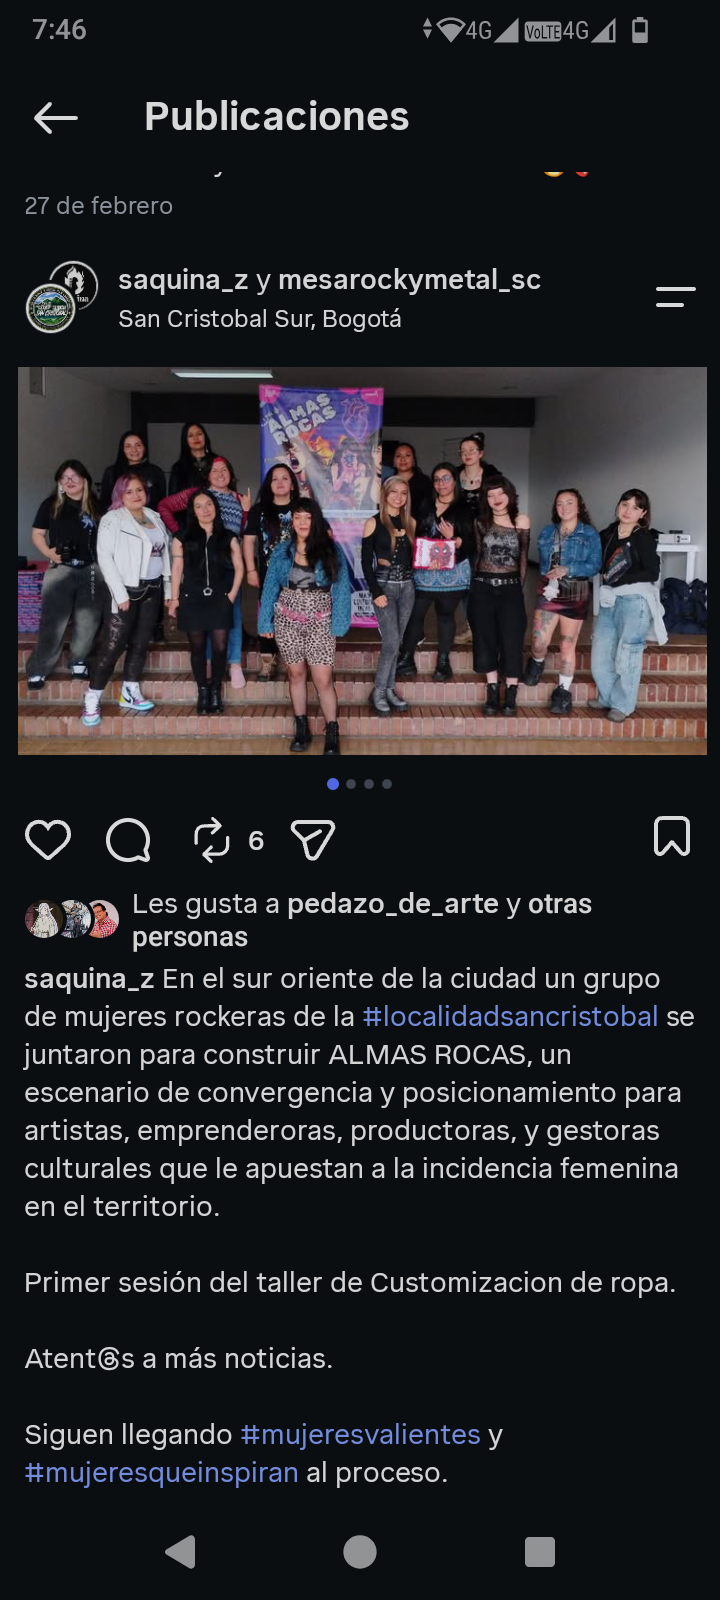 7:46
4G
VoLTE
4G
Publicaciones
27 de febrero
saquina_z y mesarockymetal_sc
San Cristobal Sur, Bogotá
ALMAS
ROCAS
6
Les gusta a pedazo_de_arte y otras
personas
saquina_z En el sur oriente de la ciudad un grupo
de mujeres rockeras de la #localidadsancristobal se
juntaron para construir ALMAS ROCAS, un
escenario de convergencia y posicionamiento para
artistas, emprenderoras, productoras, y gestoras
culturales que le apuestan a la incidencia femenina
en el territorio.
Primer sesión del taller de Customizacion de ropa.
Atent@s a más noticias.
Siguen llegando #mujeresvalientes y
#mujeresqueinspiran al proceso.